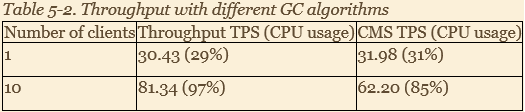 Table 5-2. Throughput with different GC algorithms
Number of clients Throughput TPS (CPU usage) CMS TPS (CPU usage)
1 30.43 (29%) 31.98 (31%)
10 81.34 (97%) 62.20 (85%)